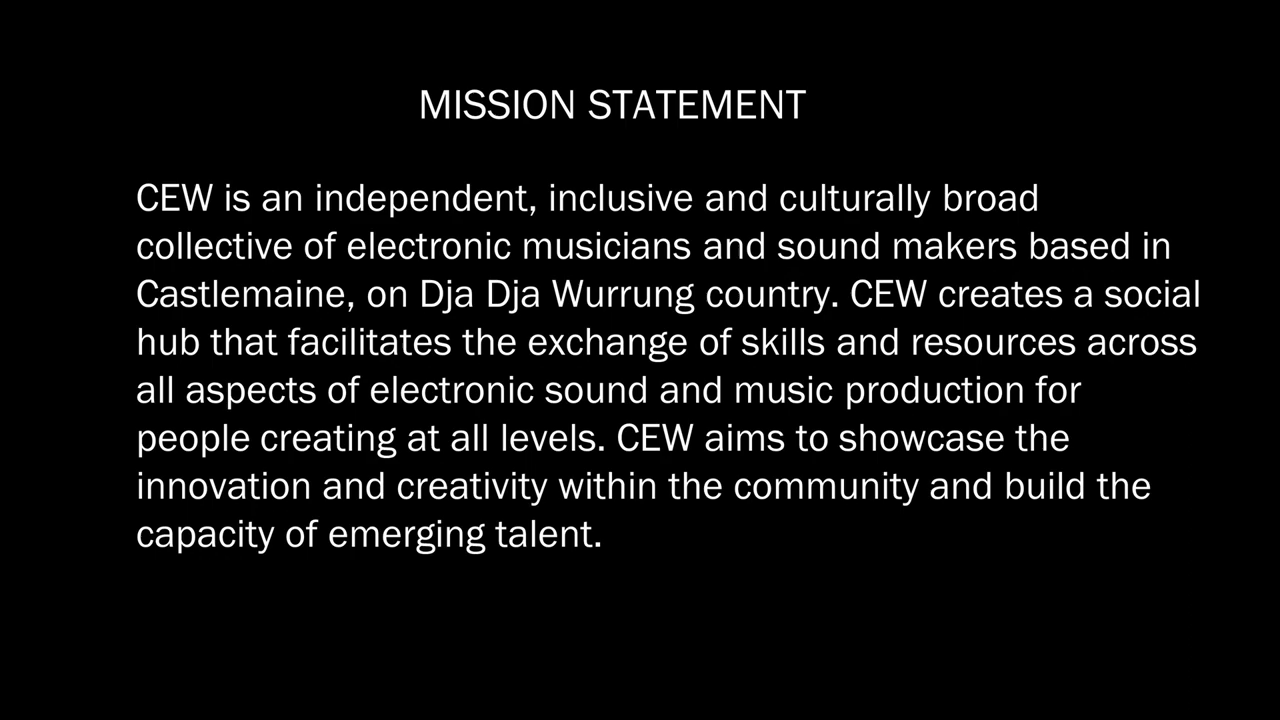 MISSION STATEMENT
CEW is an independent, inclusive and culturally broad
collective of electronic musicians and sound makers based in
Castlemaine, on Dja Dja Wurrung country. CEW creates a social
hub that facilitates the exchange of skills and resources across
all aspects of electronic sound and music production for
people creating at all levels. CEW aims to showcase the
innovation and creativity within the community and build the
capacity of emerging talent.